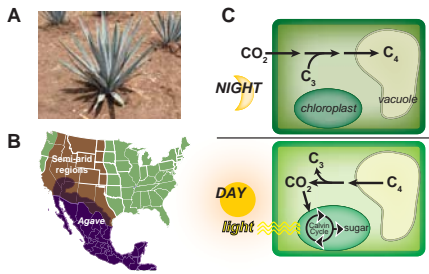 A
B
Semi-arid
regions
Agave
C
CO2
C3
C4
NIGHT
chloroplast
vacuole
DAY
light
C3
CO2
C4
Calvin
Cycle
sugar